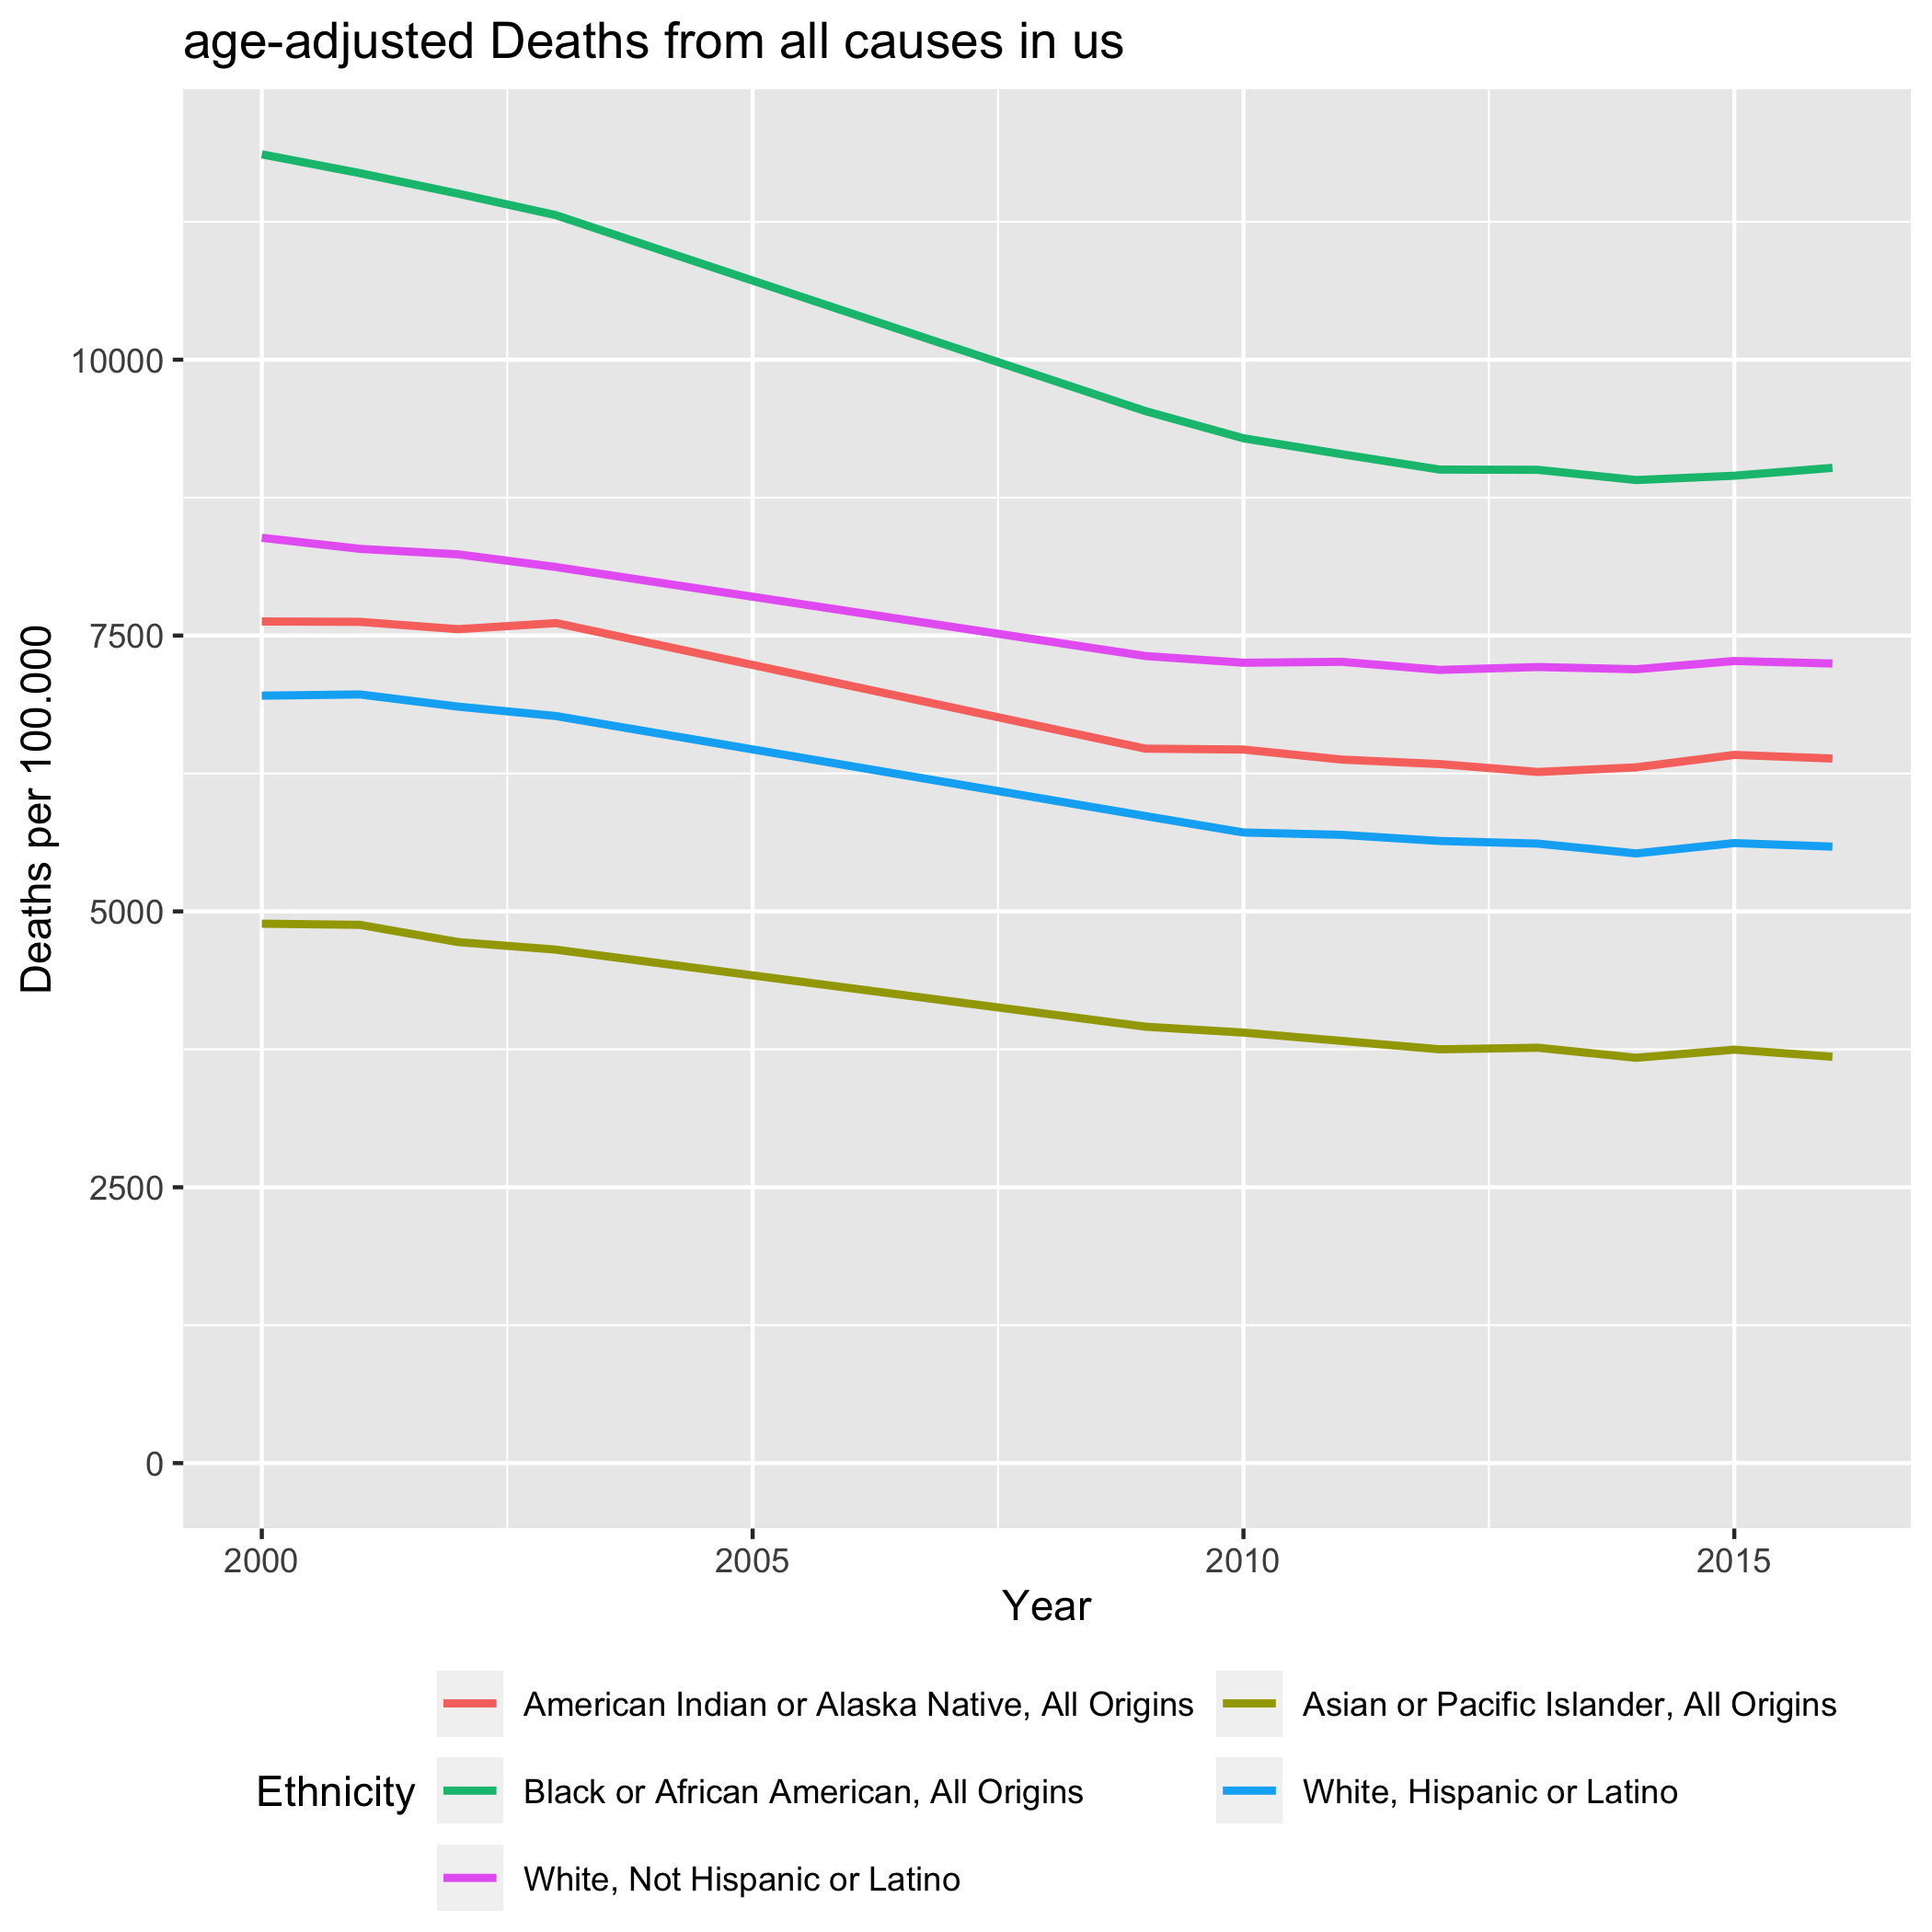 age-adjusted Deaths from all causes in us
Deaths per 100.000
10000
7500
5000
2500
0
2000 2005 2010 2015
Year
Ethnicity
American Indian or Alaska Native, All Origins Asian or Pacific Islander, All Origins
Black or African American, All Origins White, Hispanic or Latino
White, Not Hispanic or Latino